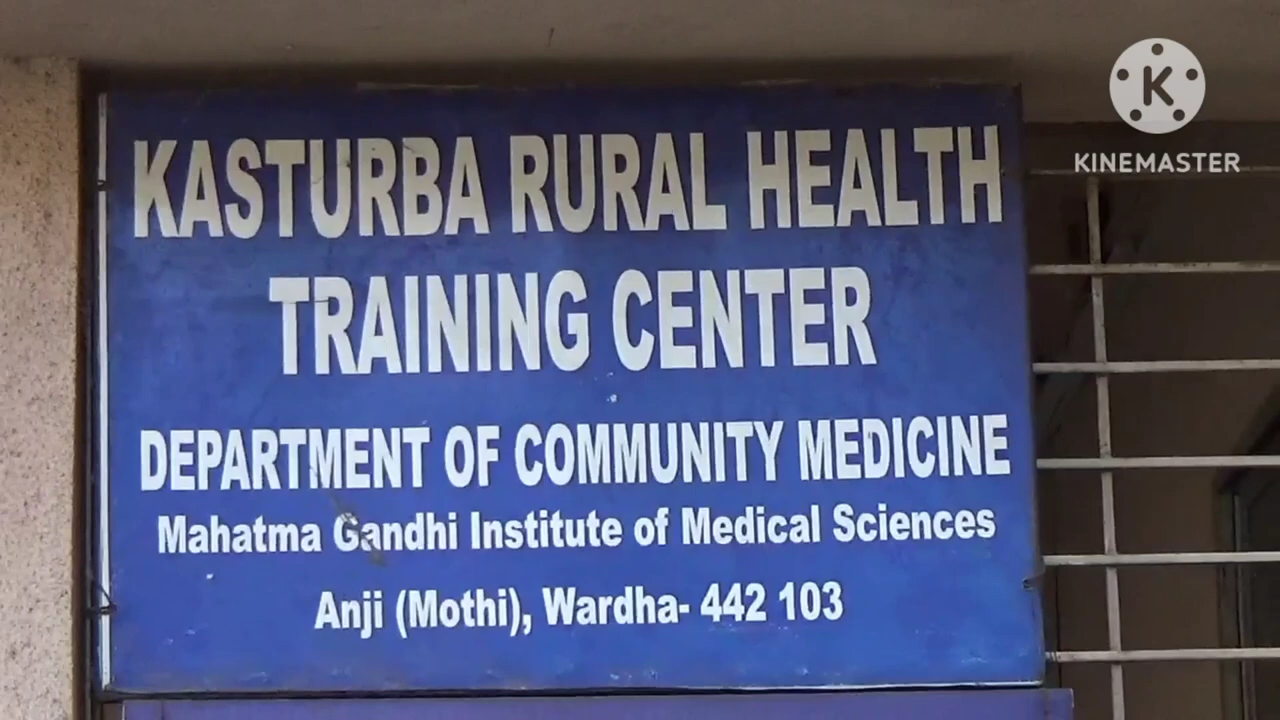 KASTURBA RURAL HEALTH
TRAINING CENTER
DEPARTMENT OF COMMUNITY MEDICINE
Mahatma Gandhi Institute of Medical Sciences
Anji (Mothi), Wardha- 442 103
K
KINEMASTER